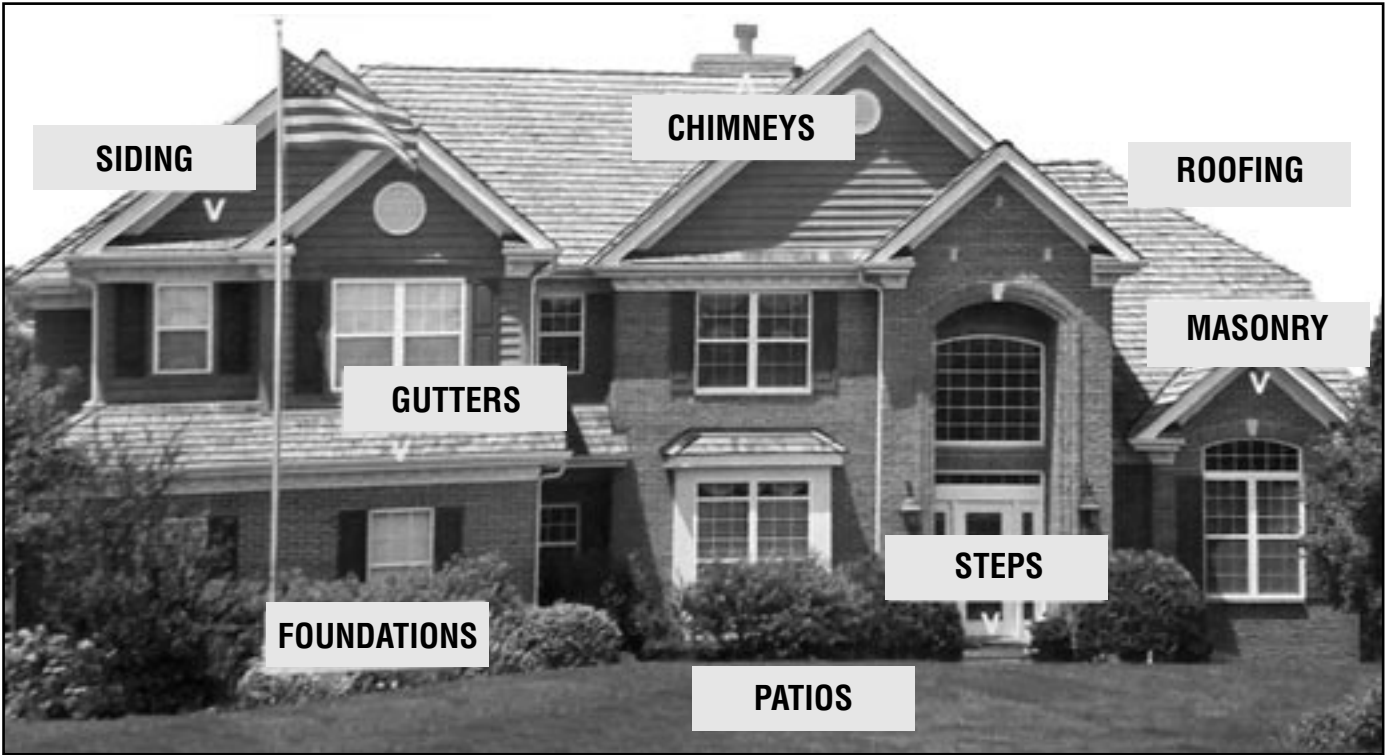 CHIMNEYS
SIDING
ROOFING
MASONRY
GUTTERS
STEPS
FOUNDATIONS
PATIOS